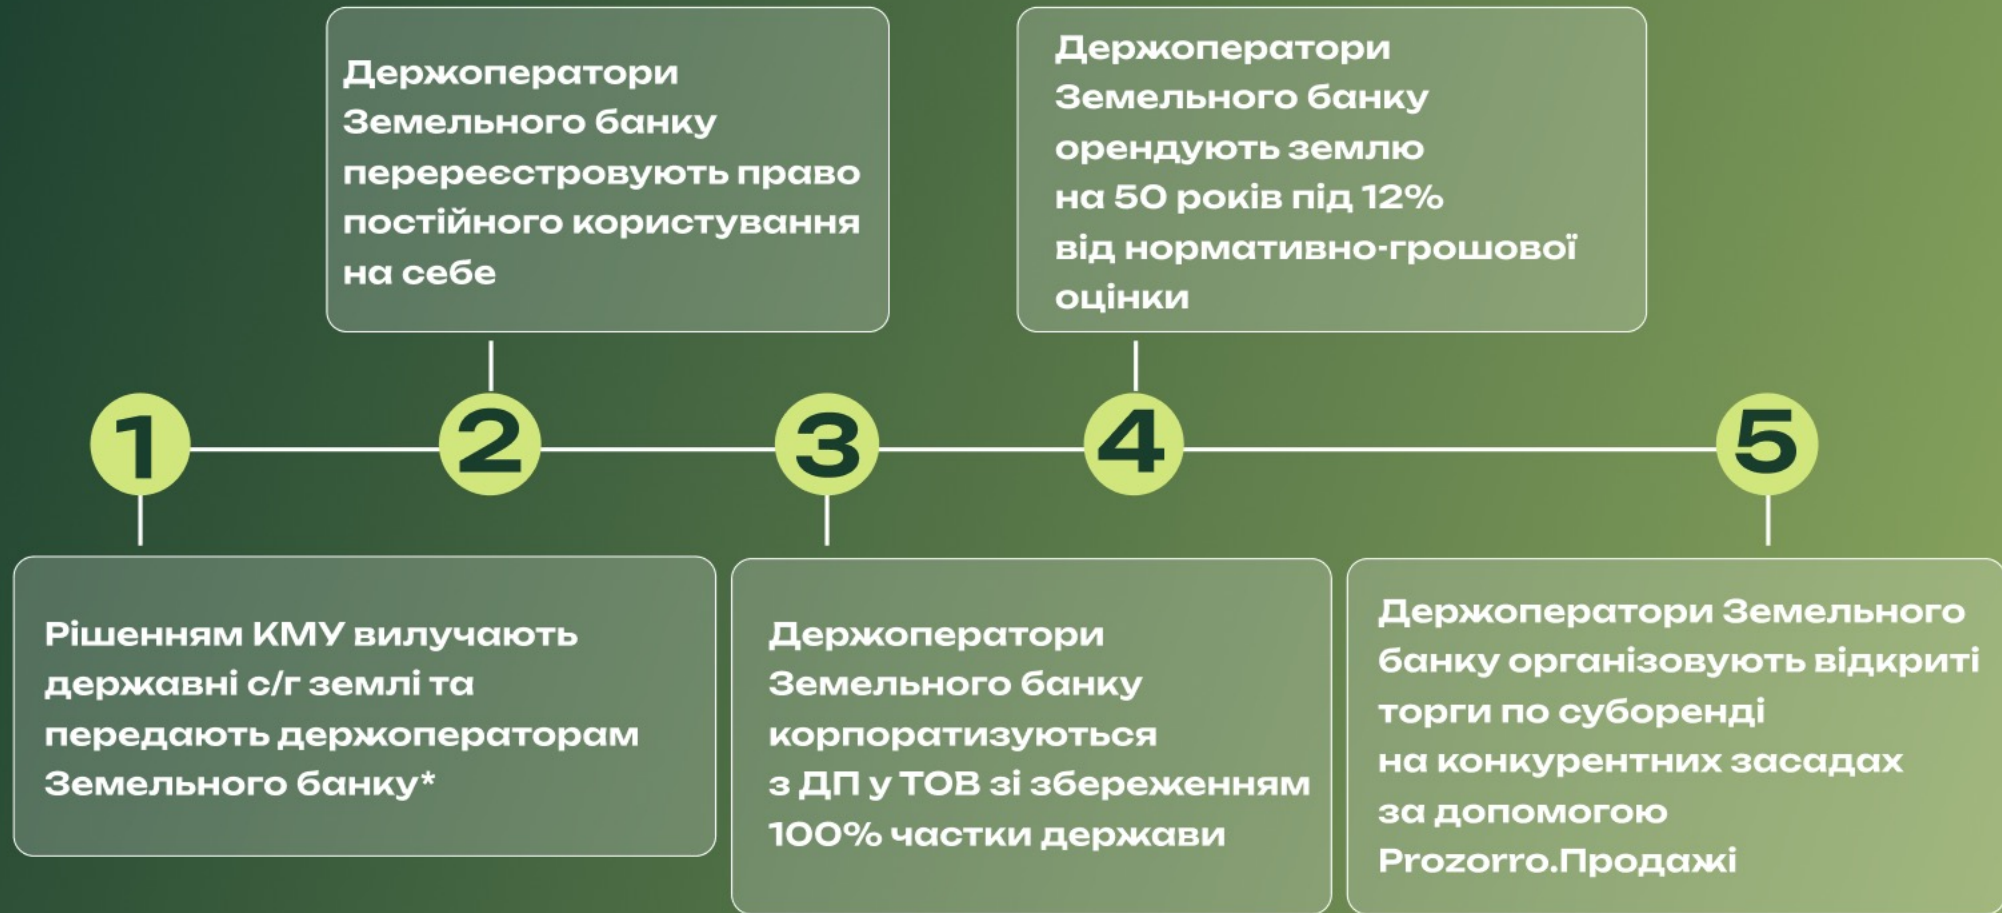 1
Рішенням КМУ вилучають
державні с/г землі та
передають держоператорам
Земельного банку*
2
Держоператори
Земельного банку
перереєстровують право
постійного користування
на себе
3
Держоператори
Земельного банку
корпоратизуються
з ДП у ТОВ зі збереженням
100% частки держави
4
Держоператори
Земельного банку
орендують землю
на 50 років під 12%
від нормативно-грошової
оцінки
5
Держоператори Земельного
банку організовують відкриті
торги по суборенді
на конкурентних засадах
за допомогою
Prozorro.Продажі